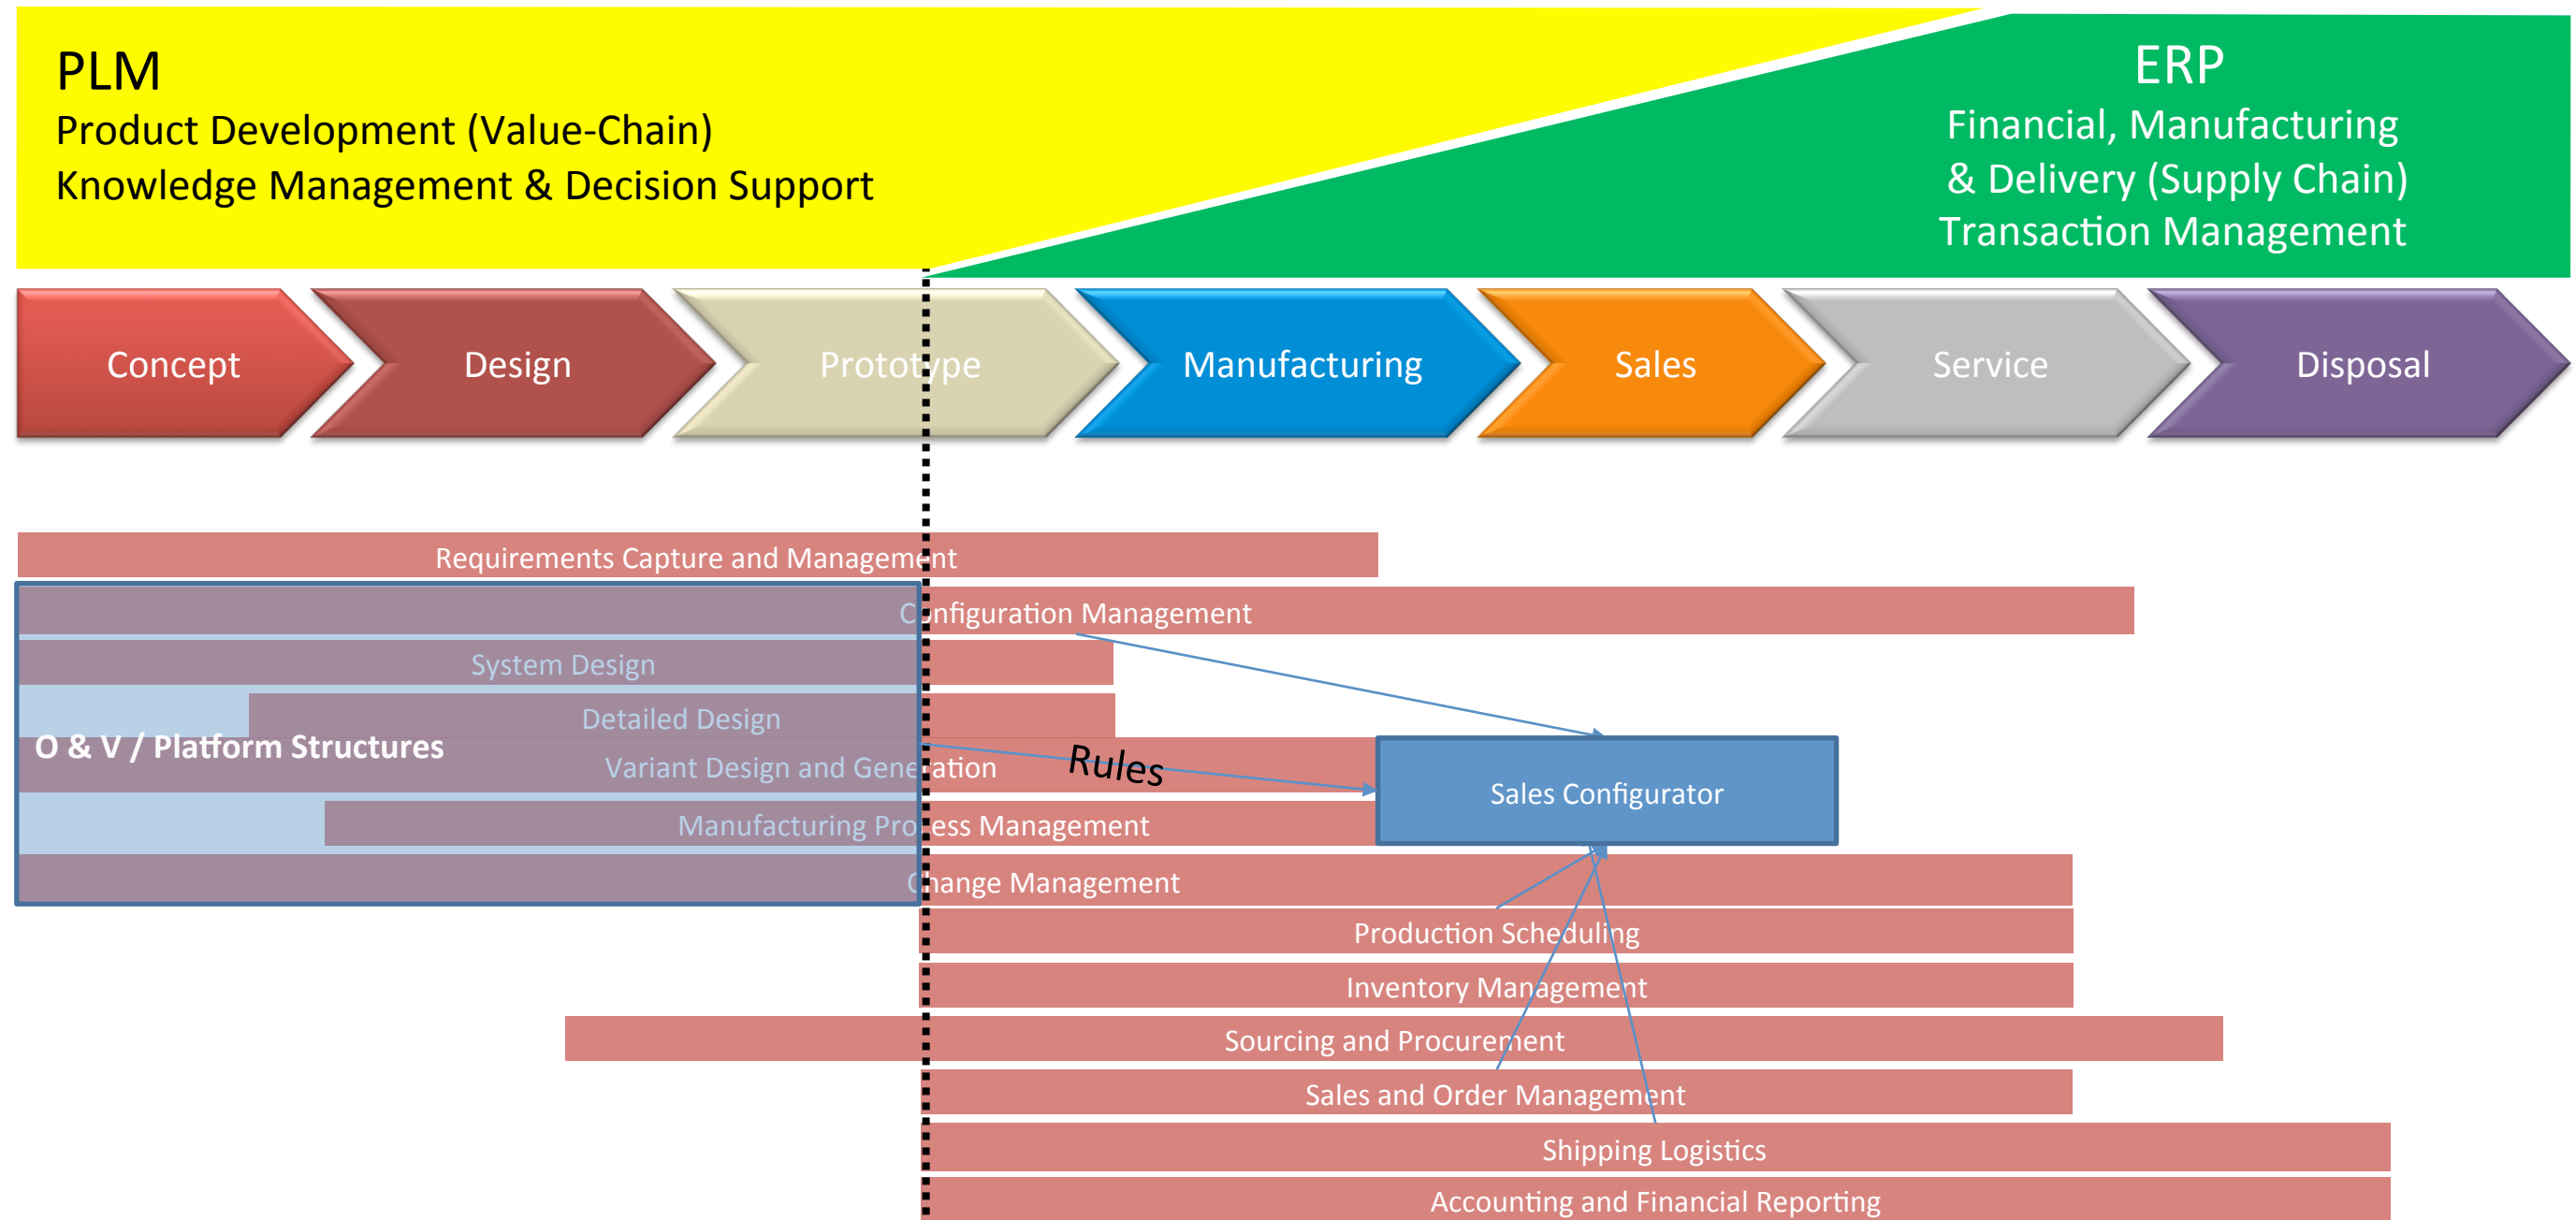 PLM
Product Development (Value-Chain)
Knowledge Management & Decision Support
ERP
Financial, Manufacturing
& Delivery (Supply Chain)
Transaction Management
Concept
Design
Prototype
Manufacturing
Sales
Service
Disposal
Requirements Capture and Management
Configuration Management
System Design
Detailed Design
O & V / Platform Structures
Variant Design and Generation
Rules
Sales Configurator
Manufacturing Process Management
Change Management
Production Scheduling
Inventory Management
Sourcing and Procurement
Sales and Order Management
Shipping Logistics
Accounting and Financial Reporting